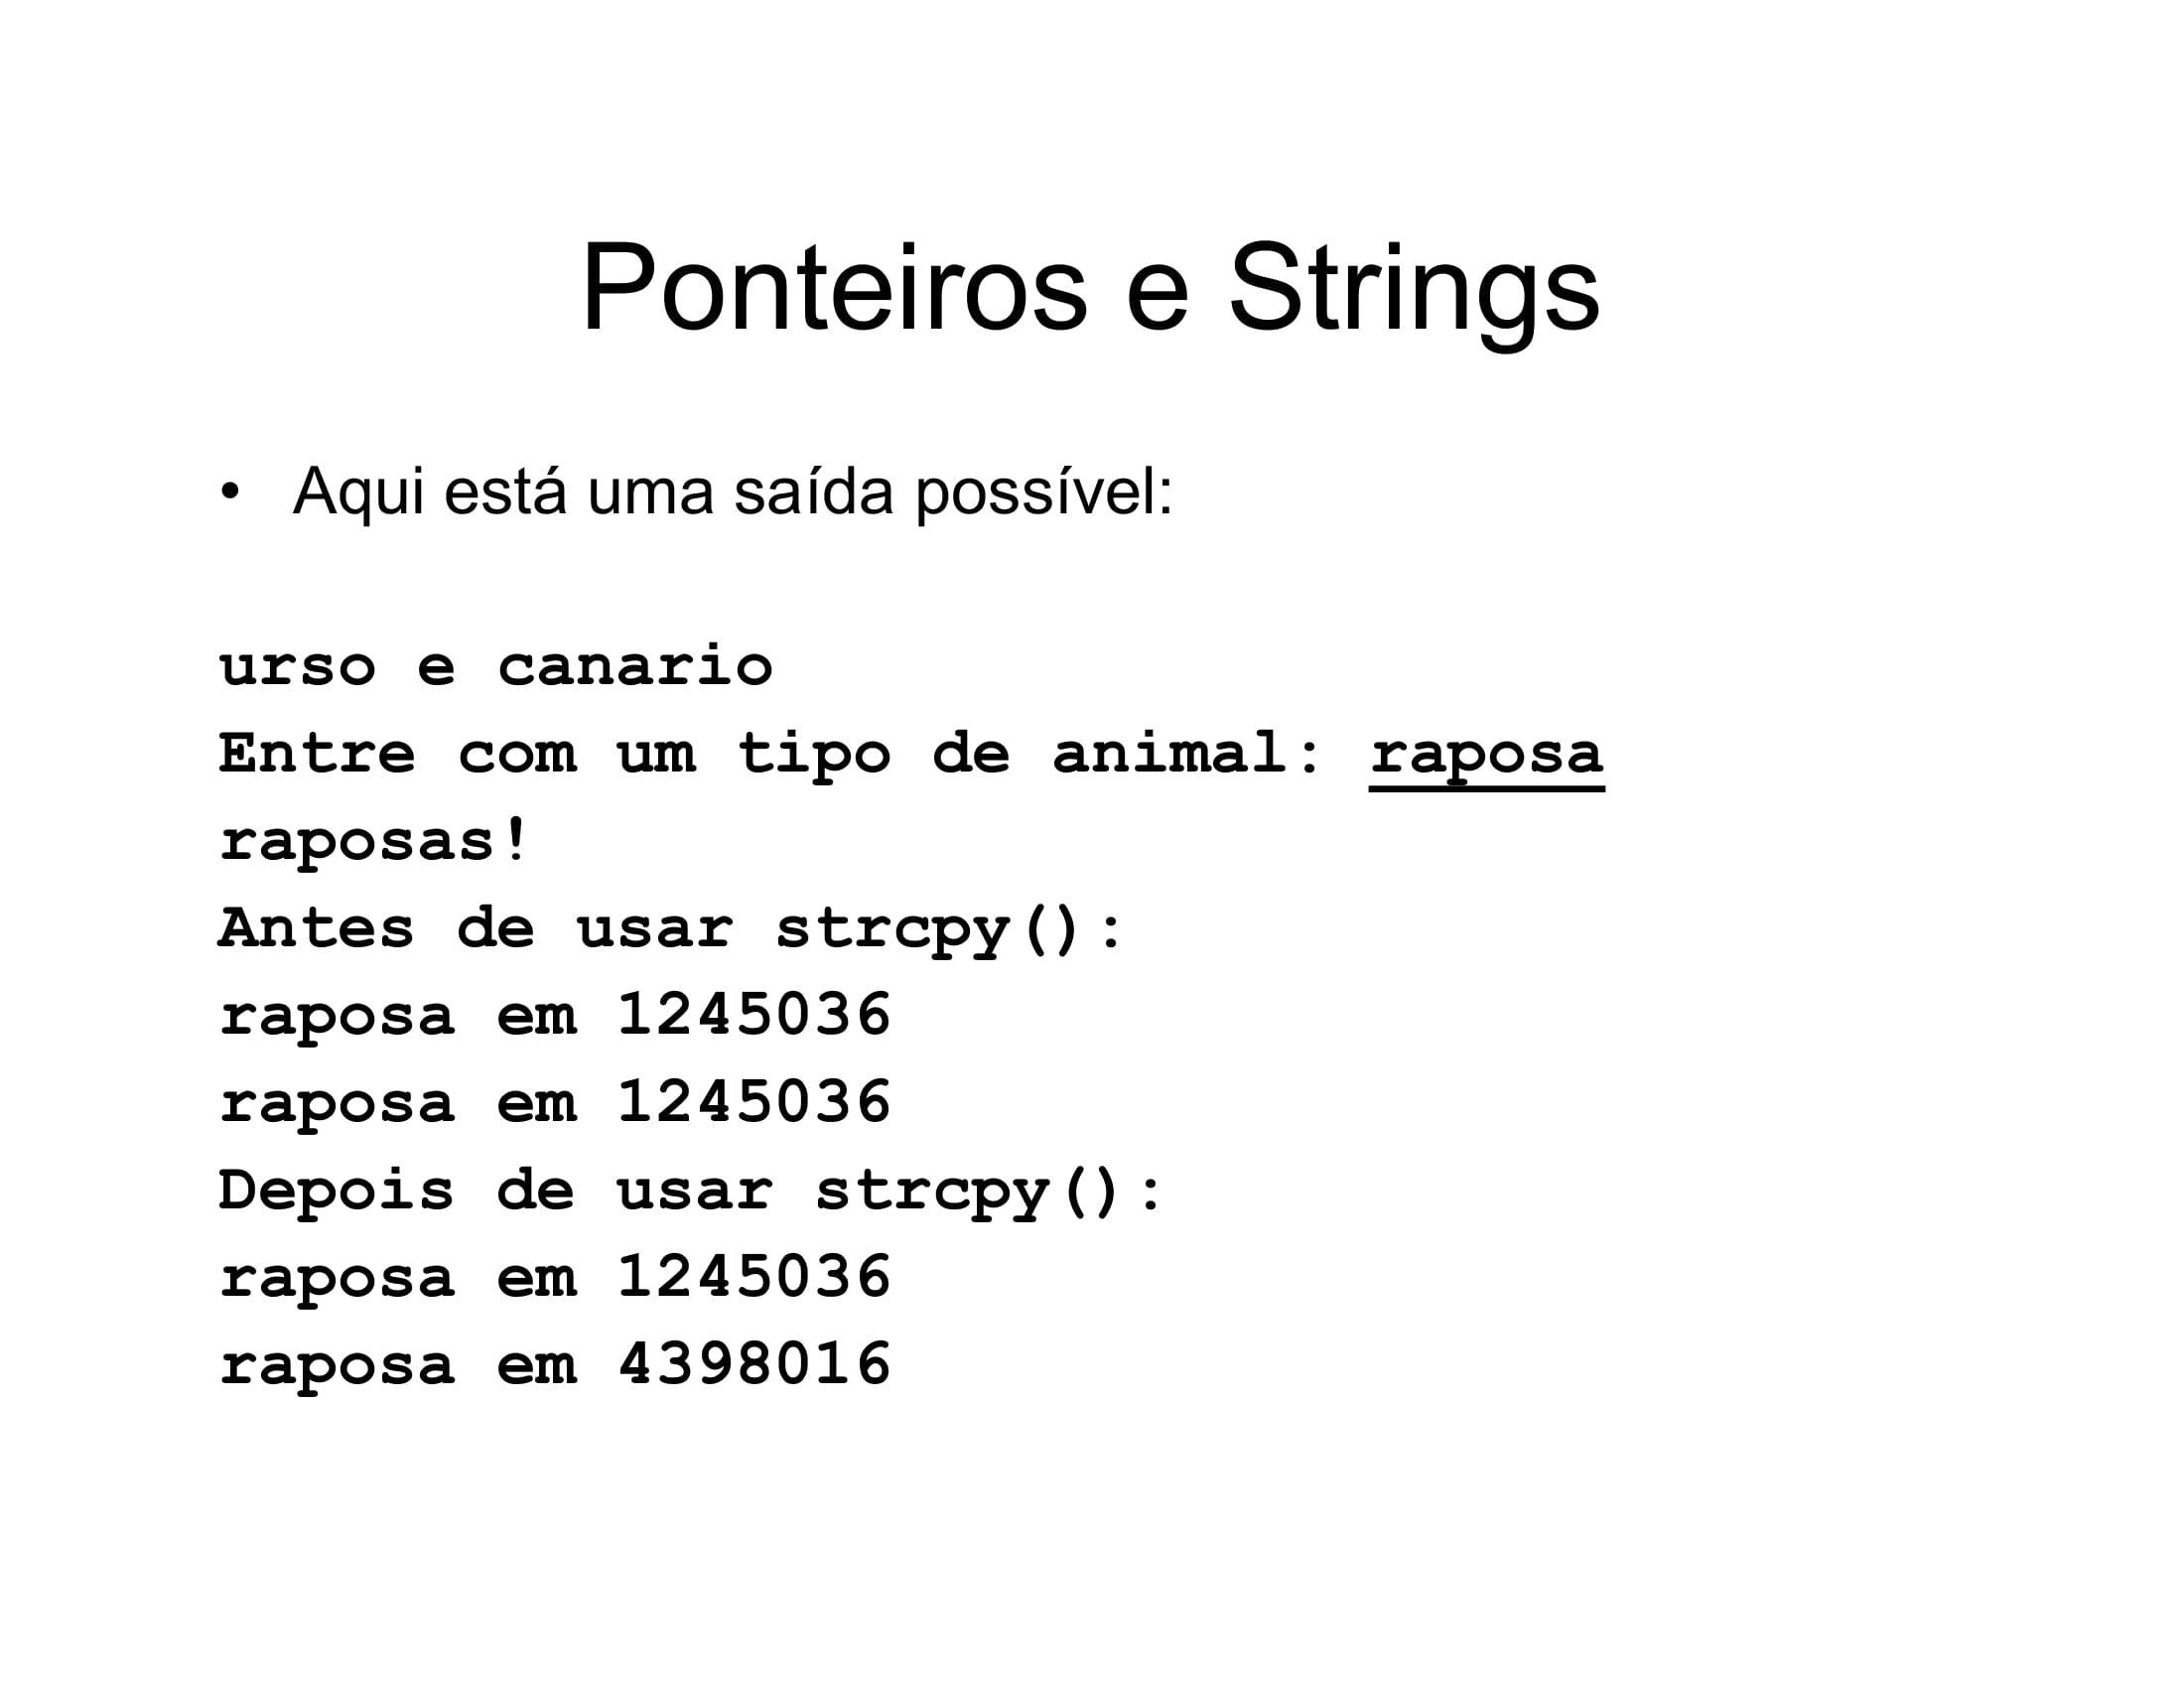 Ponteiros e Strings
• Aqui está uma saída possível:
urso e canario
Entre com um tipo de animal: raposa
raposas!
Antes de usar strcpy():
raposa em 1245036
raposa em 1245036
Depois de usar strcpy():
raposa em 1245036
raposa em 4398016